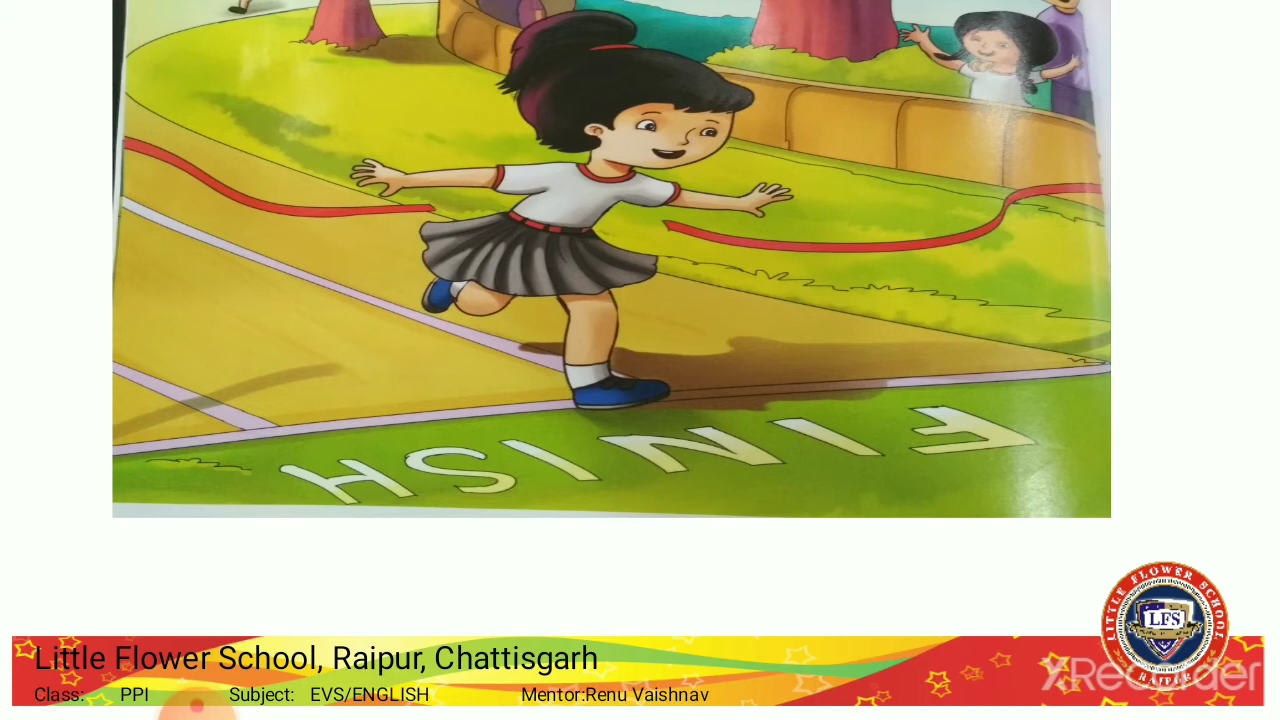 FINISH
Little Flower School, Raipur, Chattisgarh
Class: PPI Subject: EVS/ENGLISH Mentor:Renu Vaishnav
LITTLE FLOWER SCHOOL
LFS
RAIPUR
XRecorder